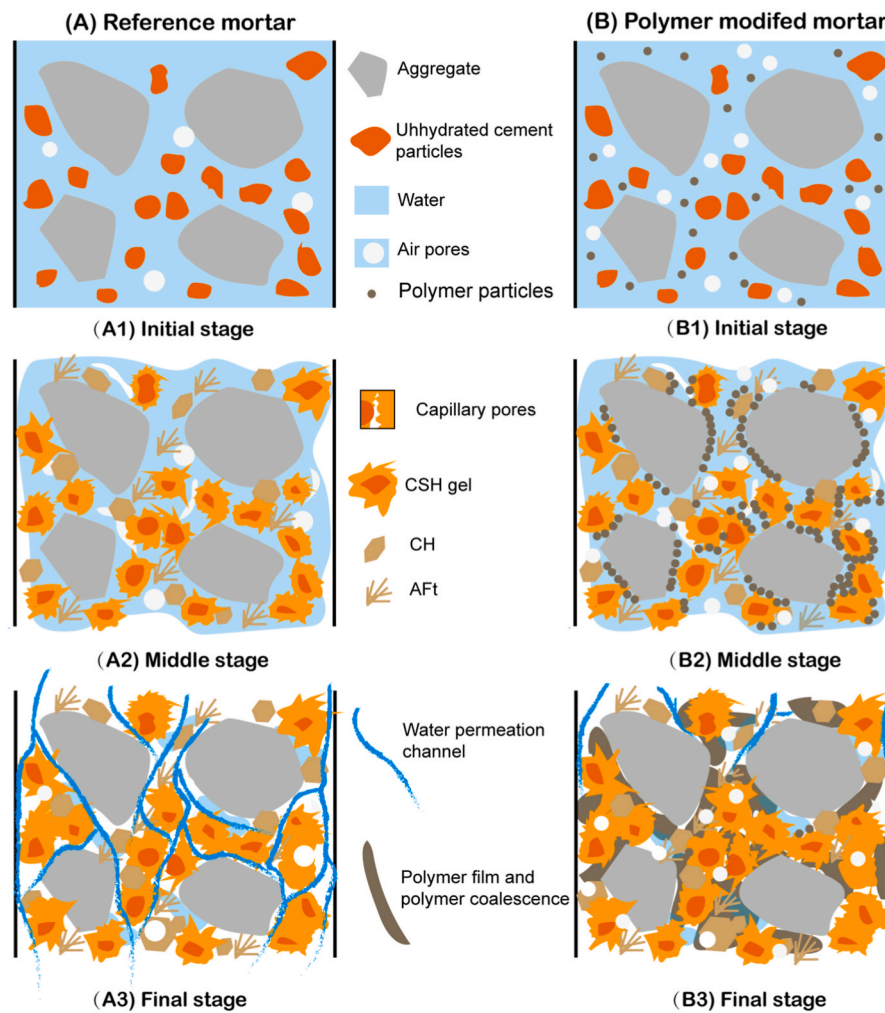 (A) Reference mortar
(B) Polymer modifed mortar
Aggregate
Uhhydrated cement
particles
Water
Air pores
Polymer particles
(A1) Initial stage
(B1) Initial stage
Capillary pores
CSH gel
CH
AFt
(A2) Middle stage
(B2) Middle stage
Water permeation
channel
Polymer film and
polymer coalescence
(A3) Final stage
(B3) Final stage